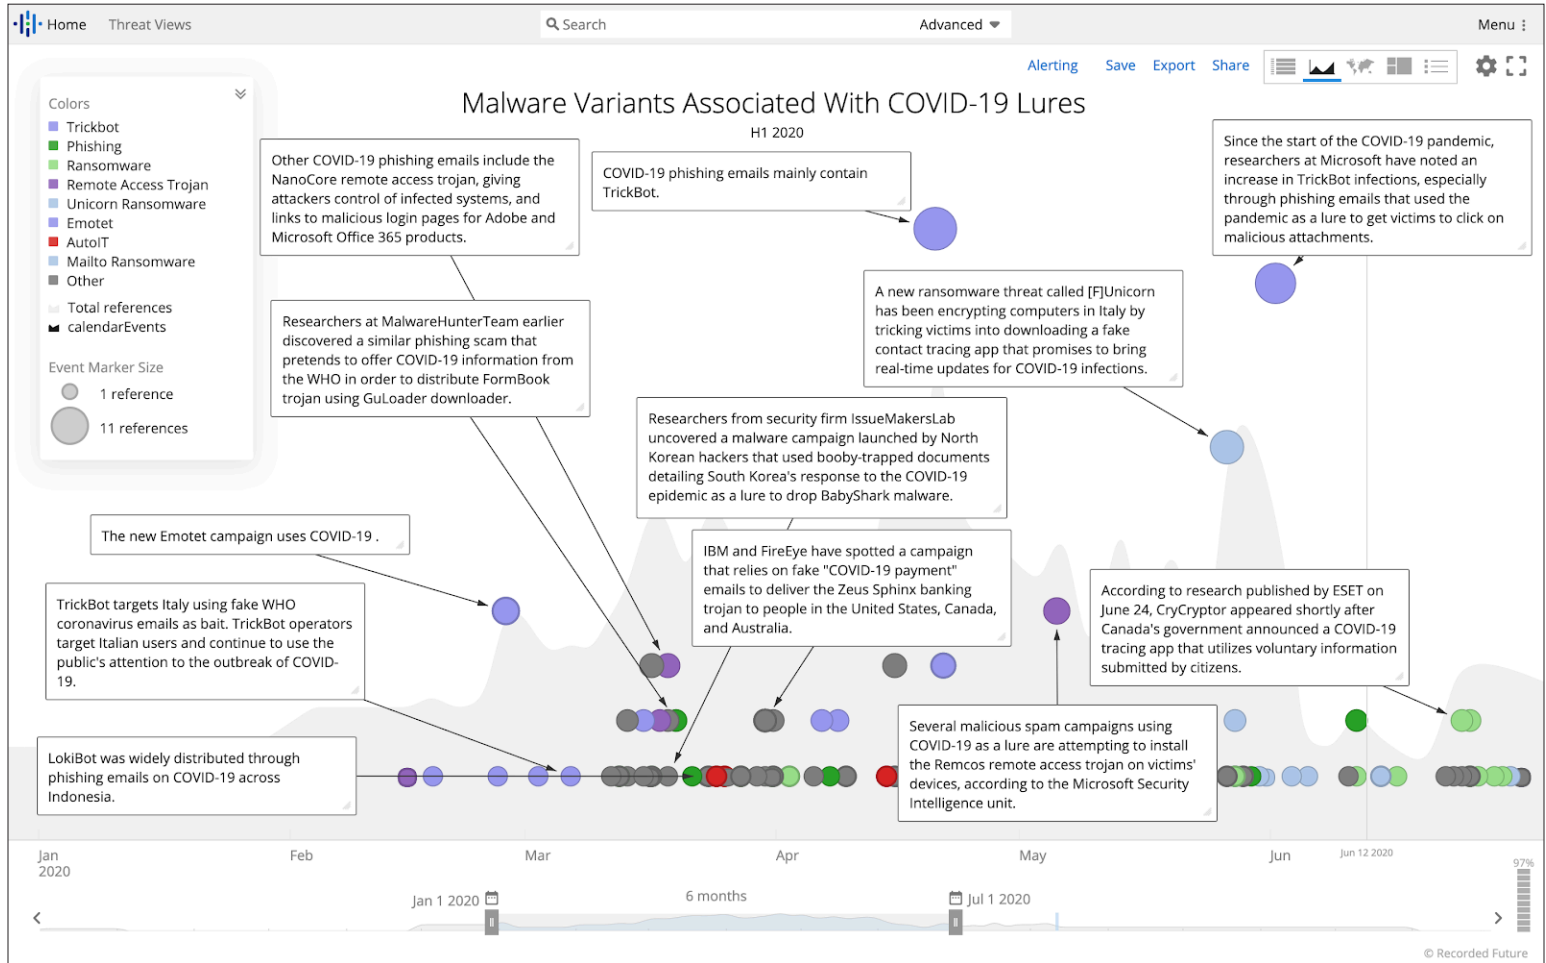 Home
Threat Views
Search
Advanced
Menu
Alerting
Save
Export
Share
Malware Variants Associated With COVID-19 Lures
H1 2020
Colors
Trickbot
Phishing
Ransomware
Remote Access Trojan
Unicorn Ransomware
Emotet
AutoIT
Mailto Ransomware
Other
Total references
calendarEvents
Event Marker Size
1 reference
11 references
Other COVID-19 phishing emails include the
NanoCore remote access trojan, giving
attackers control of infected systems, and
links to malicious login pages for Adobe and
Microsoft Office 365 products.
COVID-19 phishing emails mainly contain
TrickBot.
Since the start of the COVID-19 pandemic,
researchers at Microsoft have noted an
increase in TrickBot infections, especially
through phishing emails that used the
pandemic as a lure to get victims to click on
malicious attachments.
Researchers at MalwareHunterTeam earlier
discovered a similar phishing scam that
pretends to offer COVID-19 information from
the WHO in order to distribute FormBook
trojan using GuLoader downloader.
A new ransomware threat called [F]Unicorn
has been encrypting computers in Italy by
tricking victims into downloading a fake
contact tracing app that promises to bring
real-time updates for COVID-19 infections.
Researchers from security firm IssueMakersLab
uncovered a malware campaign launched by North
Korean hackers that used booby-trapped documents
detailing South Korea's response to the COVID-19
epidemic as a lure to drop BabyShark malware.
The new Emotet campaign uses COVID-19 .
IBM and FireEye have spotted a campaign
that relies on fake "COVID-19 payment"
emails to deliver the Zeus Sphinx banking
trojan to people in the United States, Canada,
and Australia.
TrickBot targets Italy using fake WHO
coronavirus emails as bait. TrickBot operators
target Italian users and continue to use the
public's attention to the outbreak of COVID-
19.
According to research published by ESET on
June 24, CryCryptor appeared shortly after
Canada's government announced a COVID-19
tracing app that utilizes voluntary information
submitted by citizens.
Several malicious spam campaigns using
COVID-19 as a lure are attempting to install
the Remcos remote access trojan on victims'
devices, according to the Microsoft Security
Intelligence unit.
LokiBot was widely distributed through
phishing emails on COVID-19 across
Indonesia.
Jan
2020
Feb
Mar
Apr
May
Jun
Jun 12 2020
97%
Jan 1 2020
6 months
Jul 1 2020
© Recorded Future